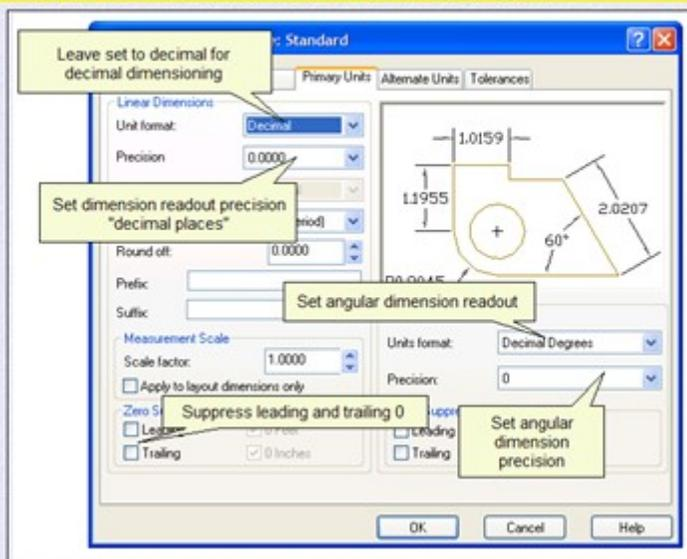 Leave set to decimal for
decimal dimensioning
: Standard
Primary Units
Alternate Units
Tolerances
Linear Dimensions
Unit format:
Decimal
Precision
0.0000
Set dimension readout precision
"decimal places"
Round off:
0.0000
Prefix:
Suffix:
Measurement Scale
Scale factor:
1.0000
Apply to layout dimensions only
Suppress leading and trailing 0
Trailing
0 Feet
0 Inches
1.0159
1.1955
2.0207
60°
Set angular dimension readout
Units format:
Decimal Degrees
Precision:
0
Leading
Trailing
Set angular
dimension
precision
OK
Cancel
Help